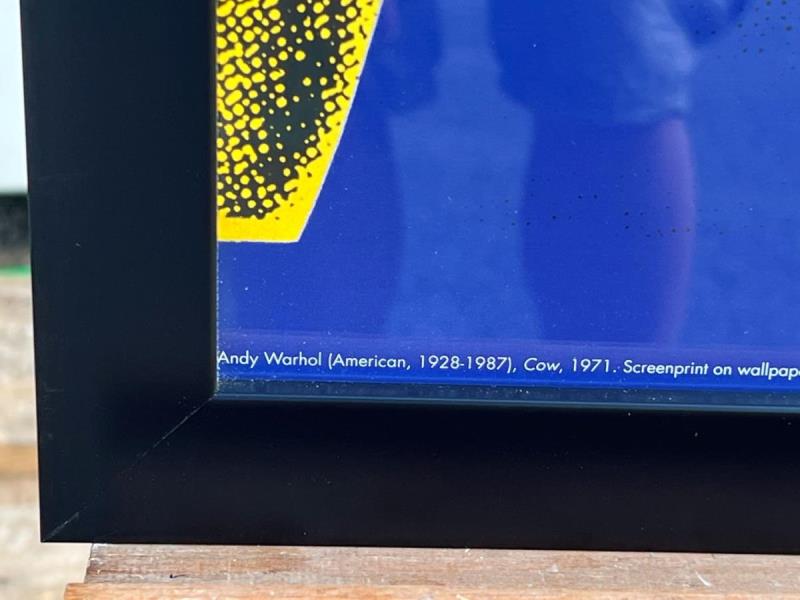 Andy Warhol (American, 1928-1987), Cow, 1971. Screenprint on wallpap